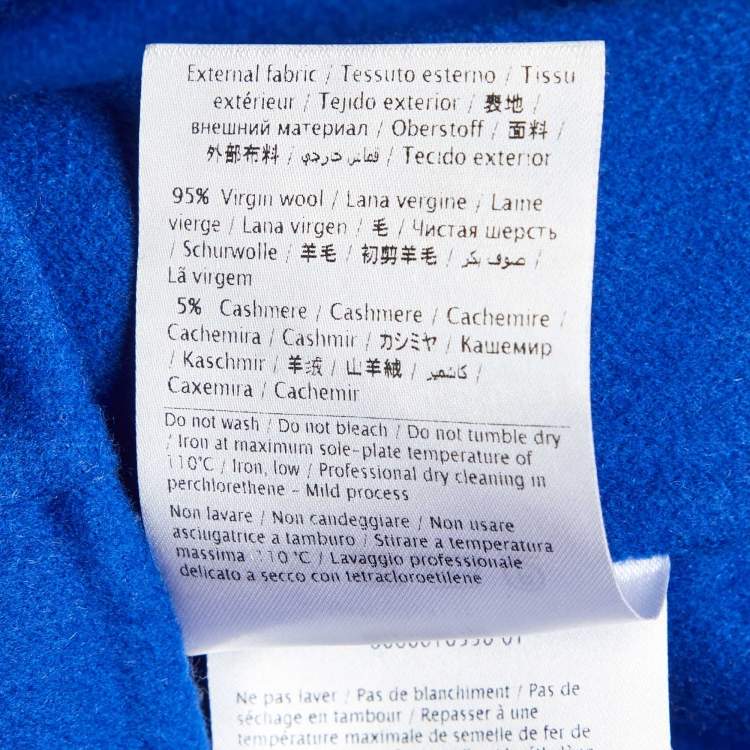 External fabric / Tessuto esterno / Tissu
extérieur / Tejido exterior / 表地 /
внешний материал / Oberstoff / 面料 /
外部布料 / قماش خارجي / Tecido exterior
95% Virgin wool / Lana vergine / Laine
vierge / Lana virgen / 毛 / Чистая шерсть
/ Schurwolle / 羊毛 / 初剪羊毛 / صوف بكر /
Lã virgem
5% Cashmere / Cashmere / Cachemire /
Cachemira / Cashmir / カシミヤ / Кашемир
/ Kaschmir / 羊绒 / 山羊絨 / كاشمير /
Caxemira / Cachemir
Do not wash / Do not bleach / Do not tumble dry
/ Iron at maximum sole-plate temperature of
110°C / Iron, low / Professional dry cleaning in
perchlorethene - Mild process
Non lavare / Non candeggiare / Non usare
asciugatrice a tamburo / Stirare a temperatura
massima 110°C / Lavaggio professionale
delicato a secco con tetracloroetilene
Ne pas laver / Pas de blanchiment / Pas de
séchage en tambour / Repasser à une
température maximale de semelle de fer de